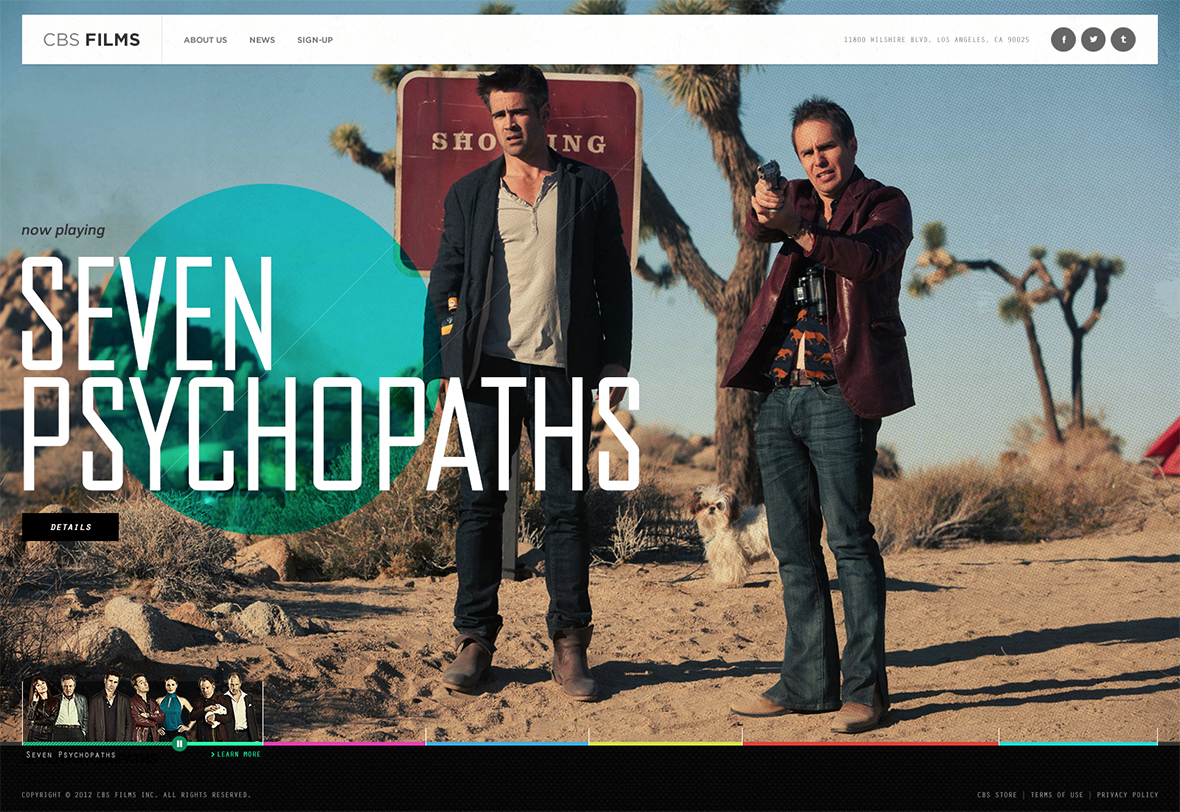 CBS FILMS
ABOUT US
NEWS
SIGN-UP
11800 WILSHIRE BLVD. LOS ANGELES. CA 90025
f
t
SHO ING
now playing
SEVEN
PSYCHOPATHS
DETAILS
Seven Psychopaths
> LEARN MORE
COPYRIGHT © 2012 CBS FILMS INC. ALL RIGHTS RESERVED.
CBS STORE | TERMS OF USE | PRIVACY POLICY